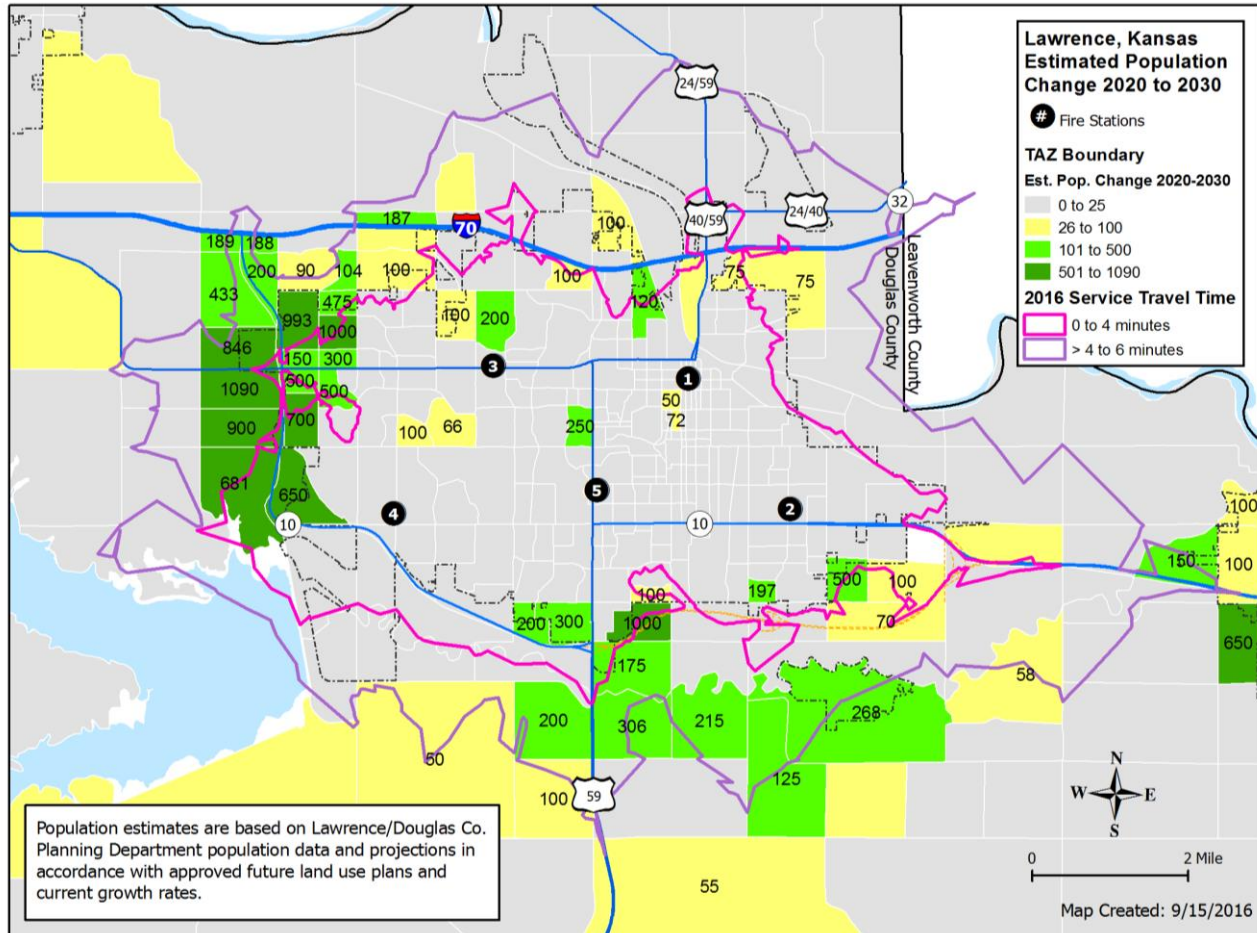 Lawrence, Kansas
Estimated Population
Change 2020 to 2030
# Fire Stations
TAZ Boundary
Est. Pop. Change 2020-2030
0 to 25
26 to 100
101 to 500
501 to 1090
2016 Service Travel Time
0 to 4 minutes
> 4 to 6 minutes
24/59
32
187
70
40/59
24/40
100
189
188
200
90
104
100
100
75
75
433
475
120
993
1000
100
200
846
150
300
3
1
1090
500
500
50
72
900
700
100
66
250
681
650
4
5
2
10
10
100
150
100
500
100
197
100
200
300
1000
70
650
175
58
200
306
215
268
50
125
100
59
55
Leavenworth County
Douglas County
N
W E
S
0 2 Mile
Population estimates are based on Lawrence/Douglas Co.
Planning Department population data and projections in
accordance with approved future land use plans and
current growth rates.
Map Created: 9/15/2016